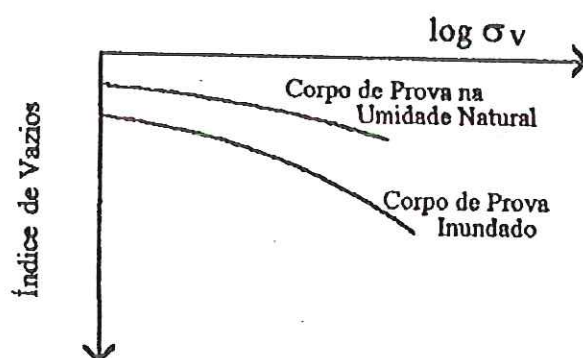 log σv
Corpo de Prova na
Umidade Natural
Corpo de Prova
Inundado
Índice de Vazios